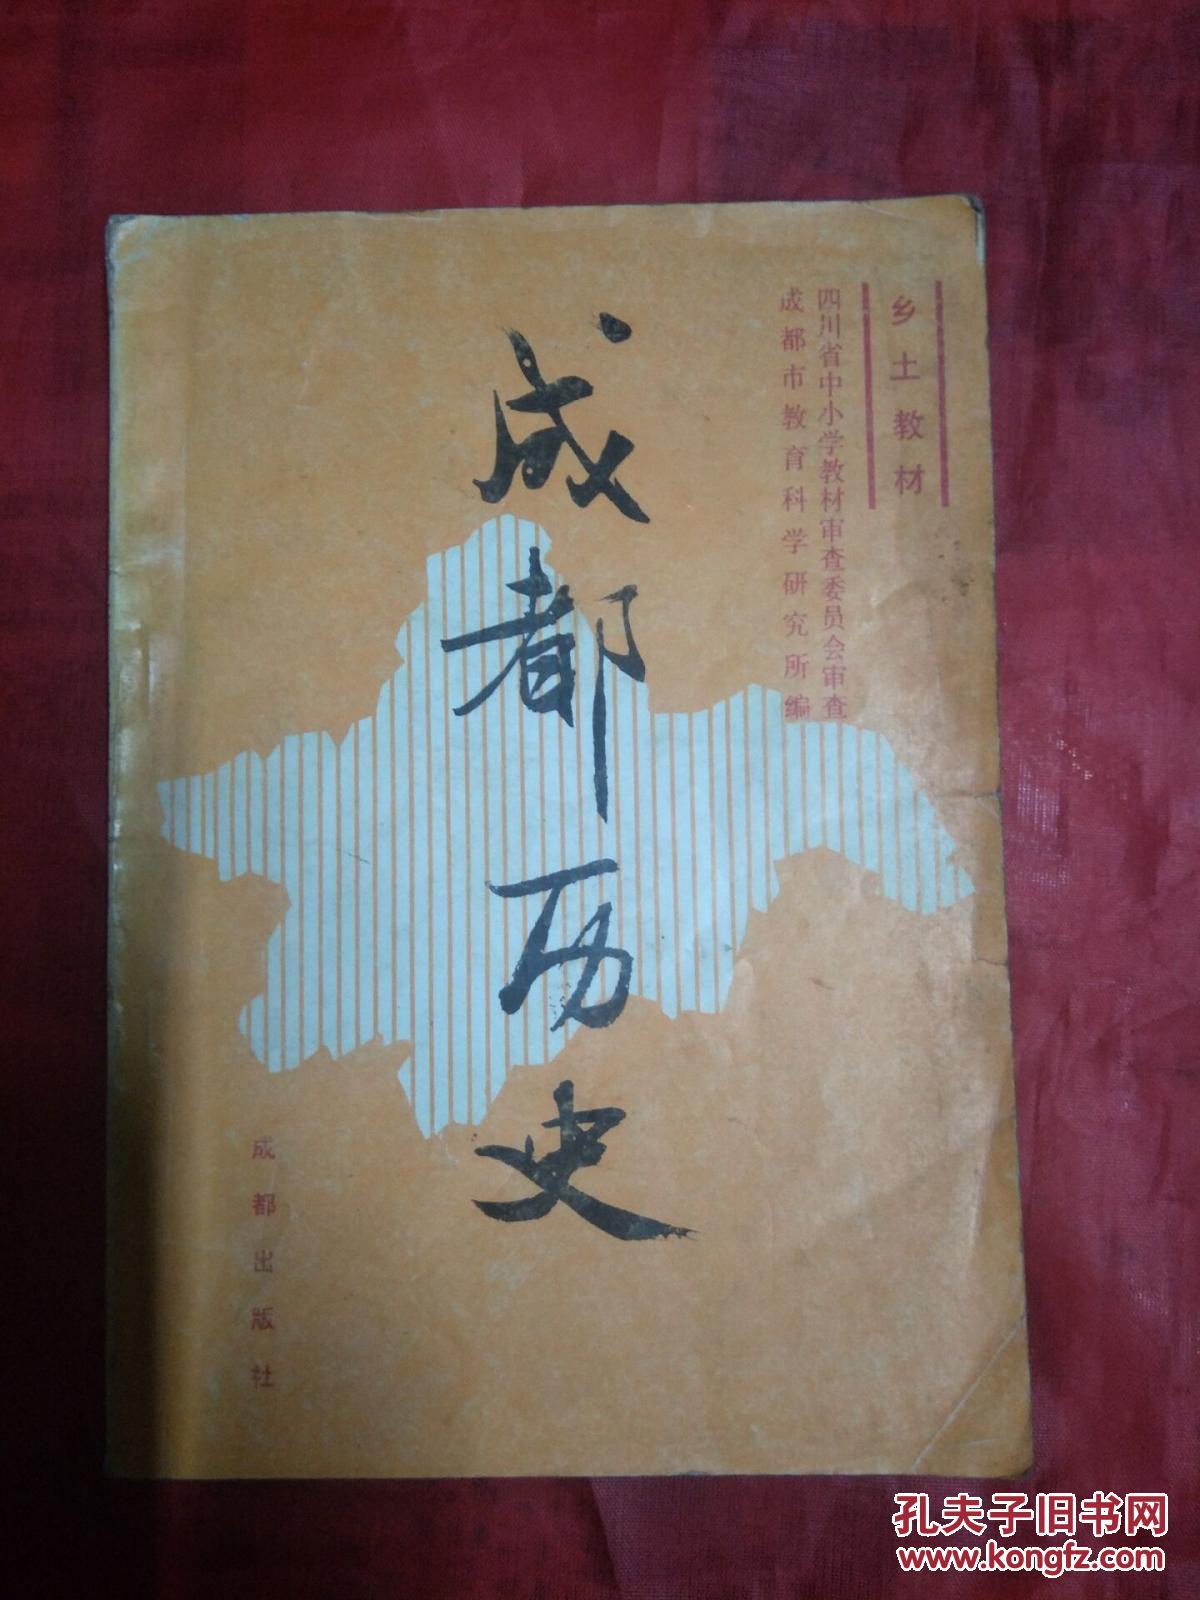 乡土教材
四川省中小学教材审查委员会审查
成都市教育科学研究所编
成都历史
成都出版社
孔夫子旧书网
www.kongfz.com